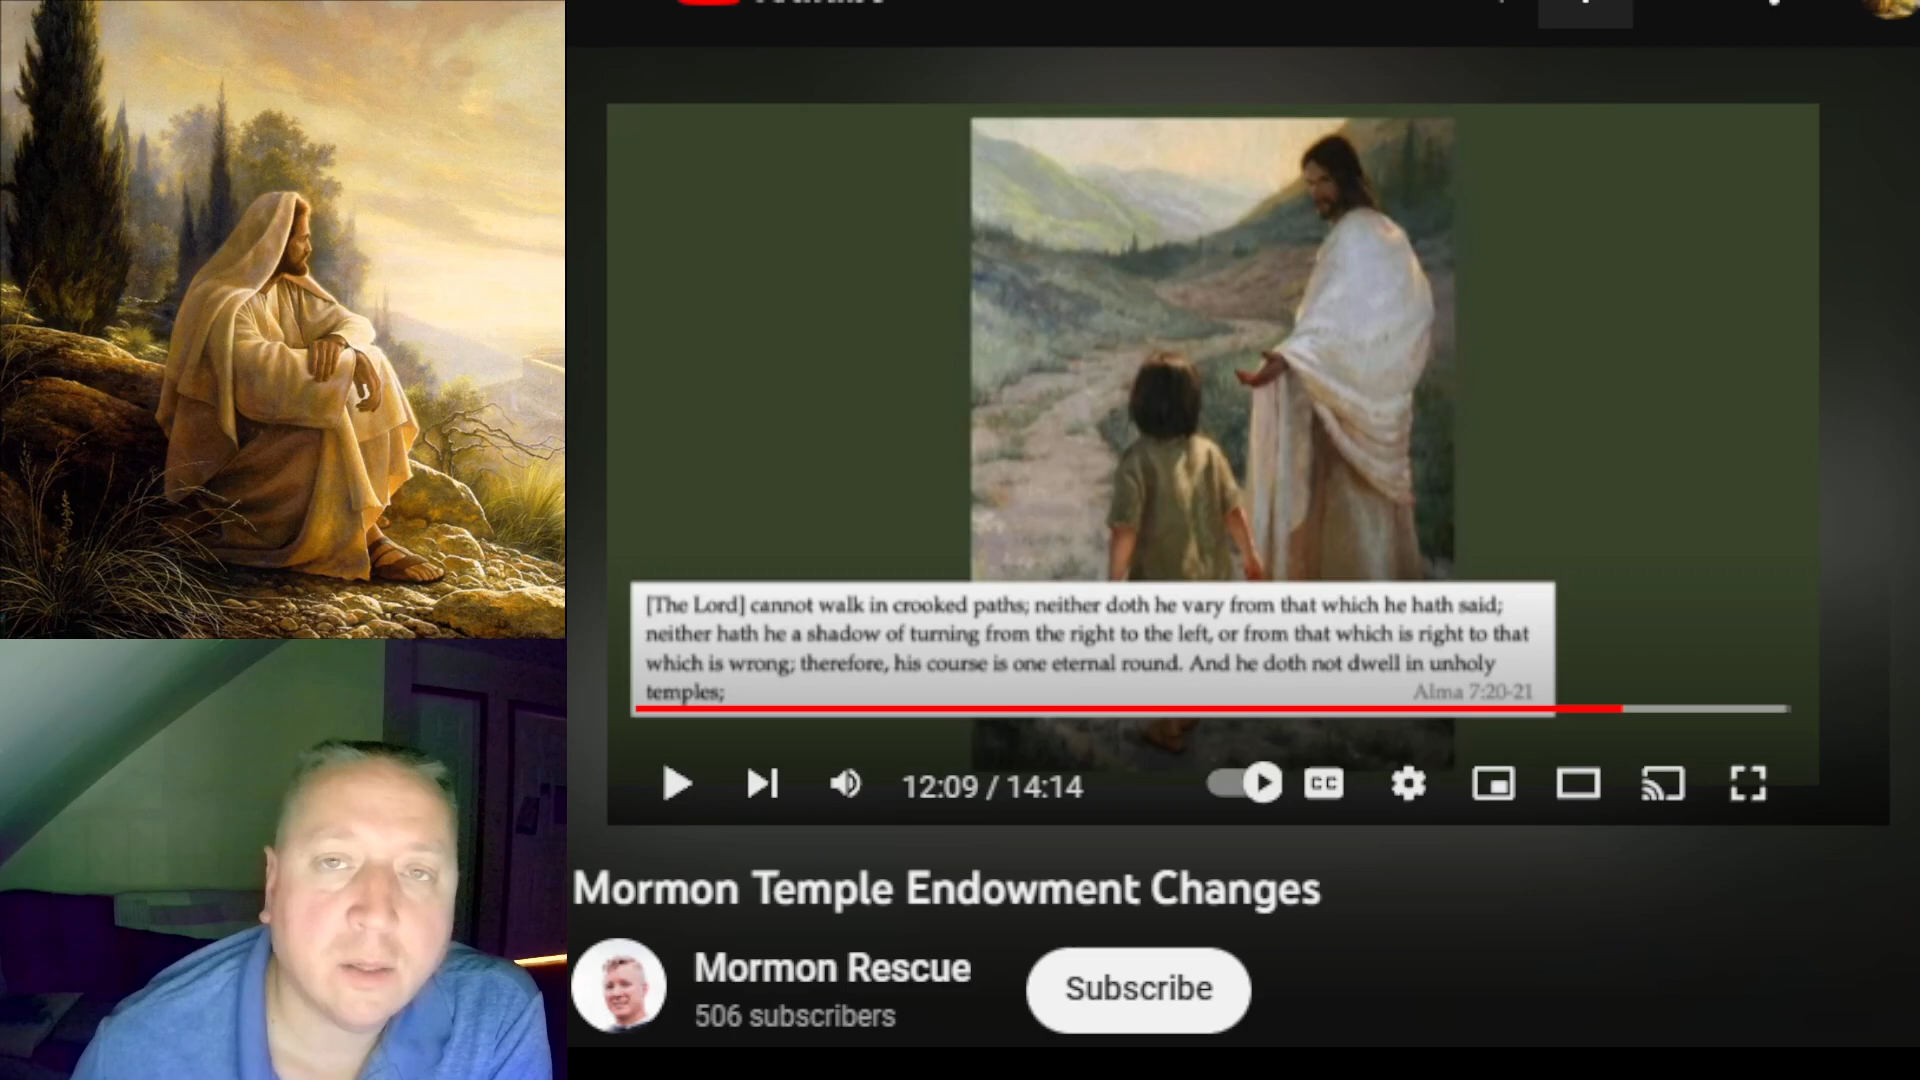 [The Lord] cannot walk in crooked paths; neither doth he vary from that which he hath said;
neither hath he a shadow of turning from the right to the left, or from that which is right to that
which is wrong; therefore, his course is one eternal round. And he doth not dwell in unholy
temples;
Alma 7:20-21
12:09 / 14:14
CC
Mormon Temple Endowment Changes
Mormon Rescue
506 subscribers
Subscribe